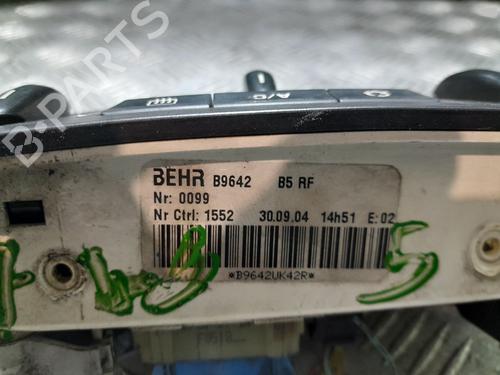 B-PARTS
A/C
BEHR B9642 B5 RF
Nr: 0099
Nr Ctrl: 1552 30.09.04 14h51 E:02
*B9642UK42R*